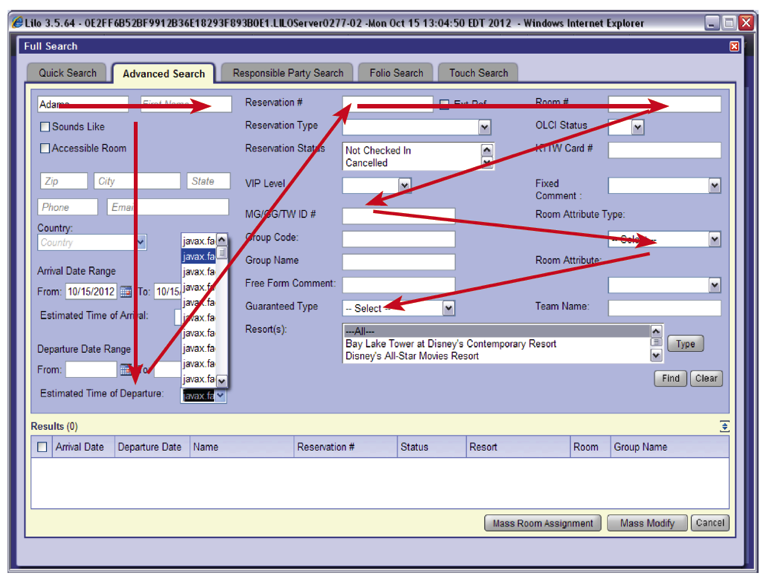 Lilo 3.5.64 - 0E2FF6B52BF9912B36E18293F893B0E1.LILOServer0277-02 -Mon Oct 15 13:04:50 EDT 2012 - Windows Internet Explorer
Full Search
Quick Search Advanced Search Responsible Party Search Folio Search Touch Search
Adams First Name Reservation # Ext Ref Room #
Sounds Like Reservation Type OLCI Status
Accessible Room Reservation Status Not Checked In KTTW Card #
Cancelled
Zip City State VIP Level Fixed
Comment :
Phone Email MG/GG/TW ID # Room Attribute Type:
Country: Group Code: -- Select --
Country javax.fa
javax.fa Group Name Room Attribute:
Arrival Date Range javax.fa
From: 10/15/2012 To: 10/15/ javax.fa Free Form Comment:
Estimated Time of Arrival: javax.fa Guaranteed Type -- Select -- Team Name:
javax.fa
Resort(s): ---All---
Departure Date Range javax.fa Bay Lake Tower at Disney's Contemporary Resort Type
javax.fa Disney's All-Star Movies Resort
From: To: javax.fa
javax.fa Find Clear
Estimated Time of Departure: javax.fa
Results (0)
Arrival Date Departure Date Name Reservation # Status Resort Room Group Name
Mass Room Assignment Mass Modify Cancel